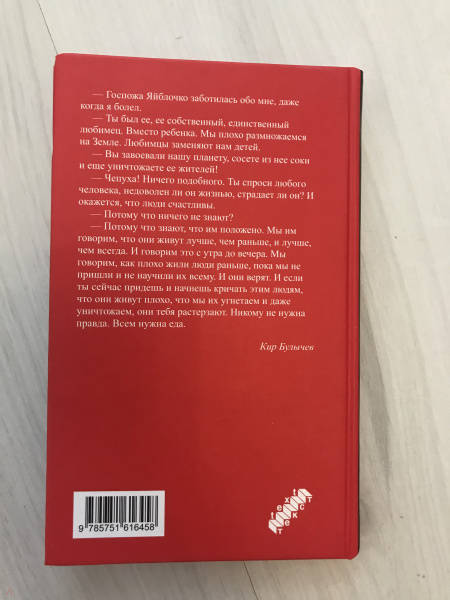 — Госпожа Яйблочко заботилась обо мне, даже
когда я болел.
— Ты был ее, ее собственный, единственный
любимец. Вместо ребенка. Мы плохо размножаемся
на Земле. Любимцы заменяют нам детей.
— Вы завоевали нашу планету, сосете из нее соки
и еще уничтожаете ее жителей!
— Чепуха! Ничего подобного. Ты спроси любого
человека, недоволен ли он жизнью, страдает ли он? И
окажется, что люди счастливы.
— Потому что ничего не знают?
— Потому что знают, что им положено. Мы им
говорим, что они живут лучше, чем раньше, и лучше,
чем всегда. И говорим это с утра до вечера. Мы
говорим, как плохо жили люди раньше, пока мы не
пришли и не научили их всему. И они верят. И если
ты сейчас придешь и начнешь кричать этим людям,
что они живут плохо, что мы их угнетаем и даже
уничтожаем, они тебя растерзают. Никому не нужна
правда. Всем нужна еда.
Кир Булычев
9 785751 616458
text
текст